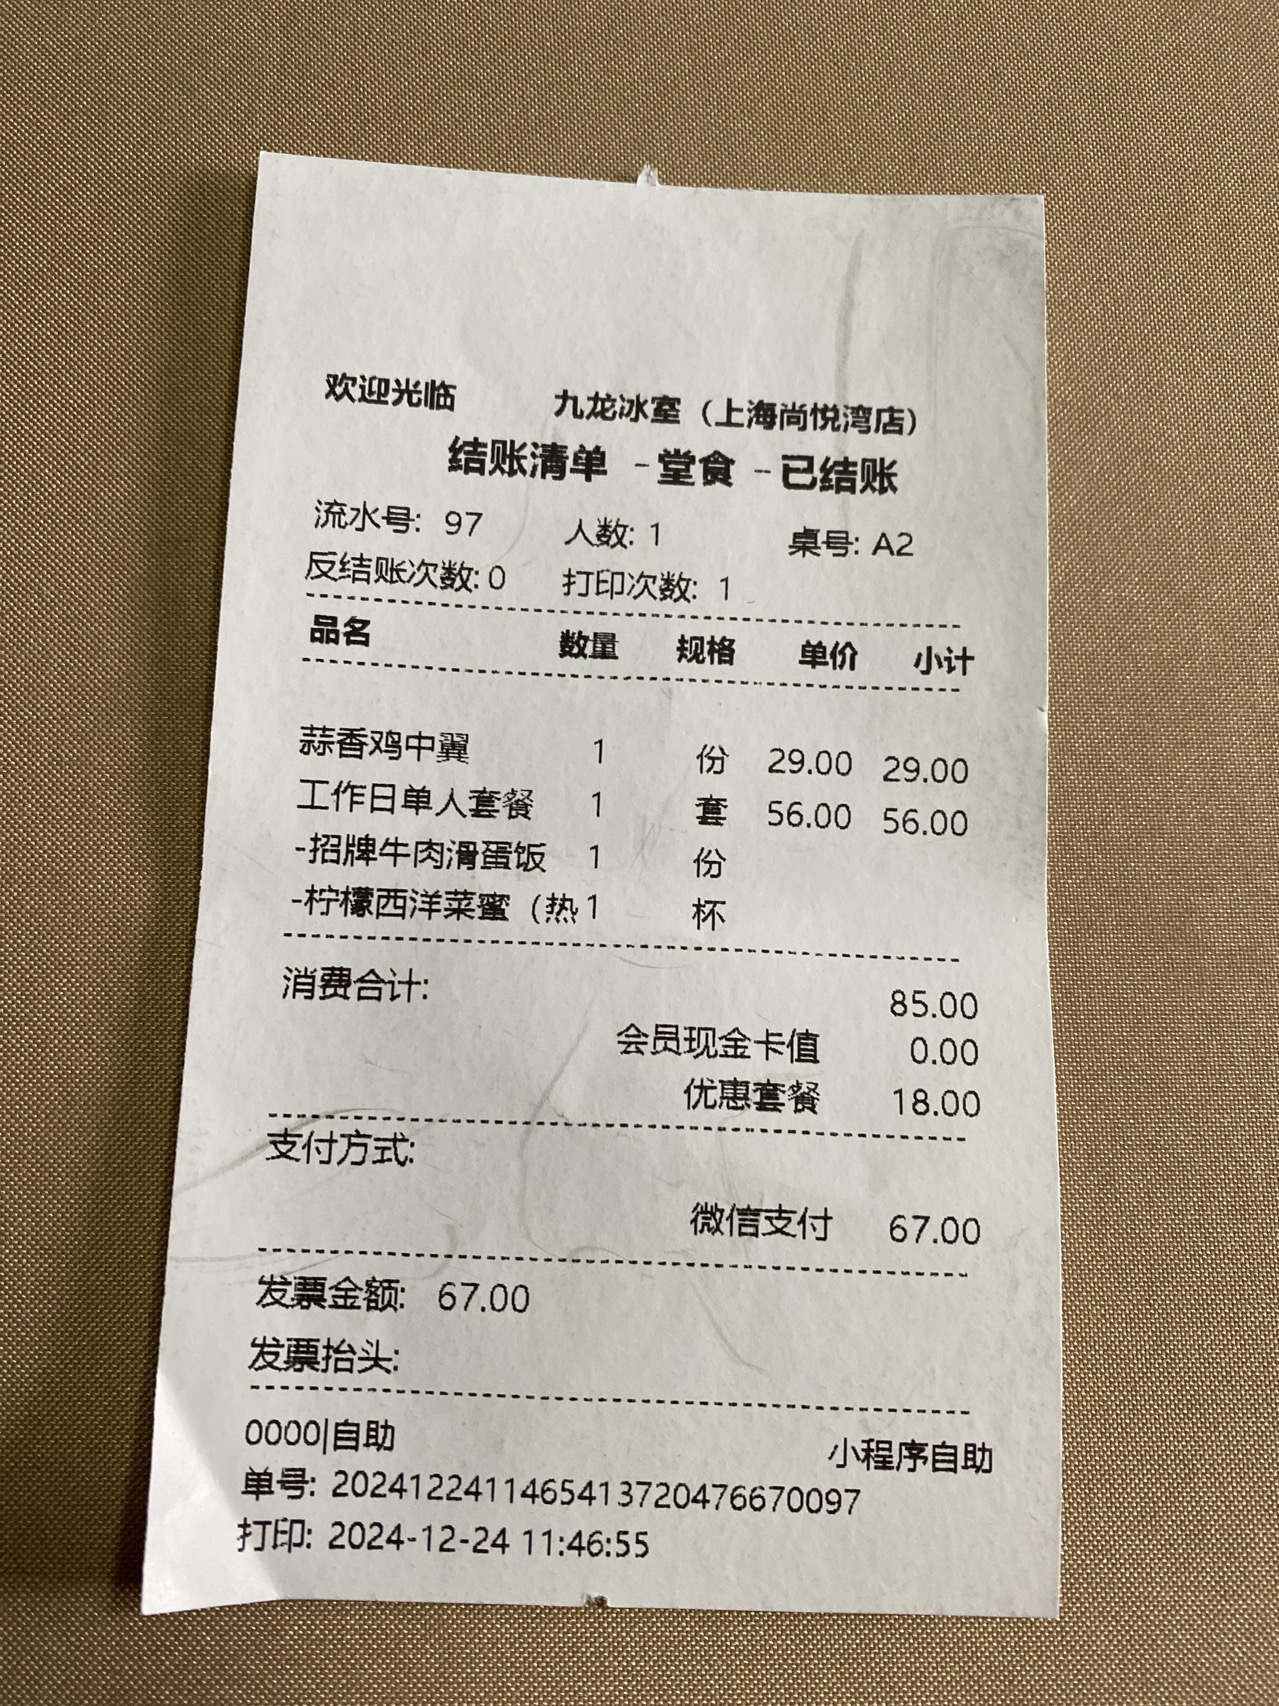 欢迎光临 九龙冰室（上海尚悦湾店）
结账清单 -堂食 -已结账
流水号: 97 人数: 1 桌号: A2
反结账次数: 0 打印次数: 1
品名 数量 规格 单价 小计
蒜香鸡中翼 1 份 29.00 29.00
工作日单人套餐 1 套 56.00 56.00
-招牌牛肉滑蛋饭 1 份
-柠檬西洋菜蜜（热 1 杯
消费合计: 85.00
会员现金卡值 0.00
优惠套餐 18.00
支付方式:
微信支付 67.00
发票金额: 67.00
发票抬头:
0000|自助 小程序自助
单号: 20241224114654137204766​70097
打印: 2024-12-24 11:46:55